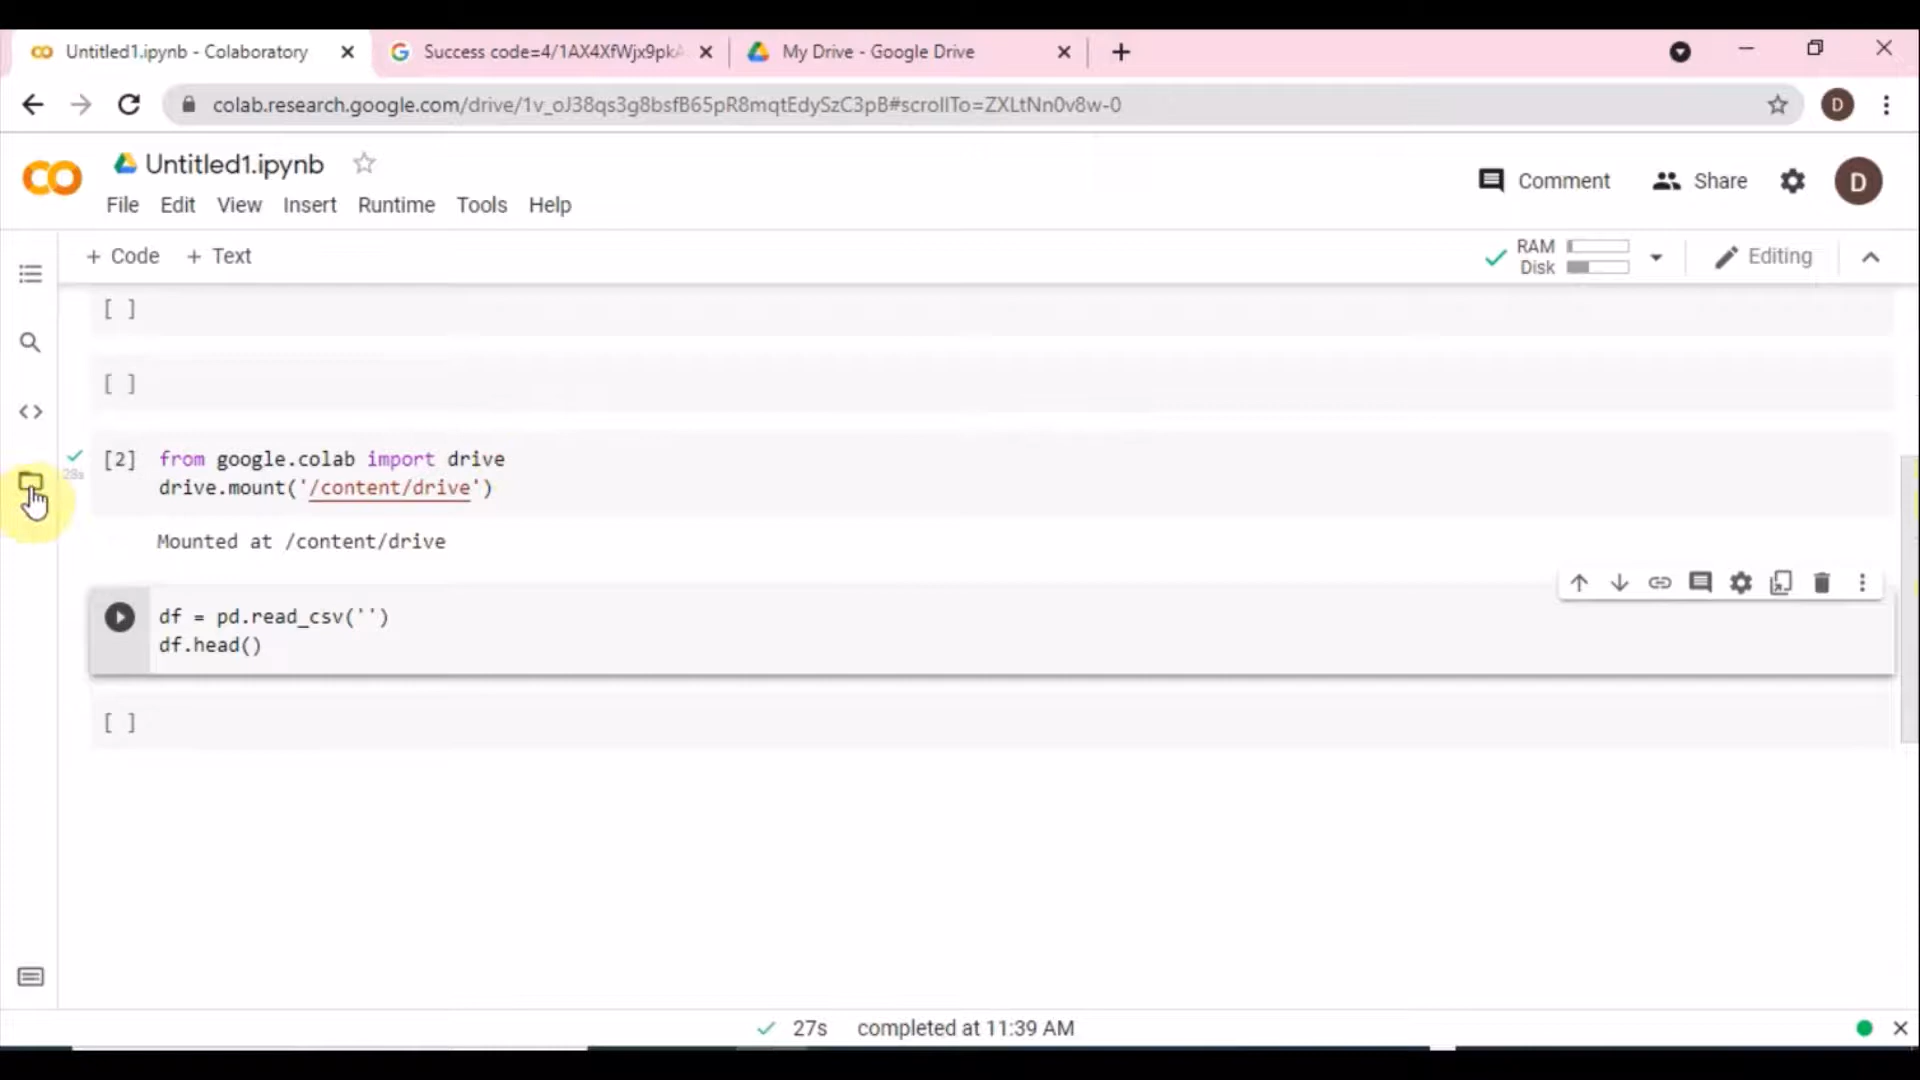 Untitled1.ipynb - Colaboratory
Success code=4/1AX4XfWjx9pkA
My Drive - Google Drive
colab.research.google.com/drive/1v_oJ38qs3g8bsfB65pR8mqtEdySzC3pB#scrollTo=ZXLtNn0v8w-0
D
Untitled1.ipynb
Comment
Share
D
File Edit View Insert Runtime Tools Help
+ Code + Text
RAM
Disk
Editing
[ ]
[ ]
[2] from google.colab import drive
28s
drive.mount('/content/drive')
Mounted at /content/drive
df = pd.read_csv('')
df.head()
[ ]
27s completed at 11:39 AM